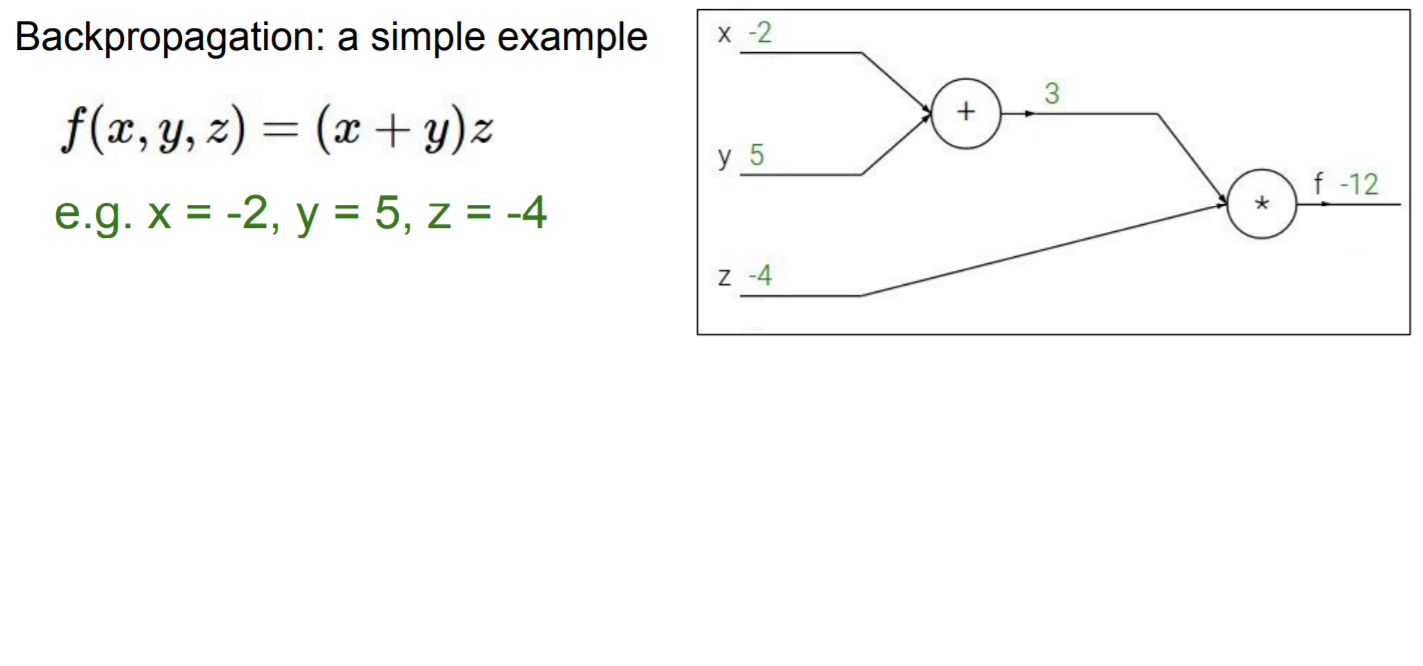 Backpropagation: a simple example
f(x, y, z) = (x + y)z
e.g. x = -2, y = 5, z = -4
x -2
+
3
y 5
*
f -12
z -4